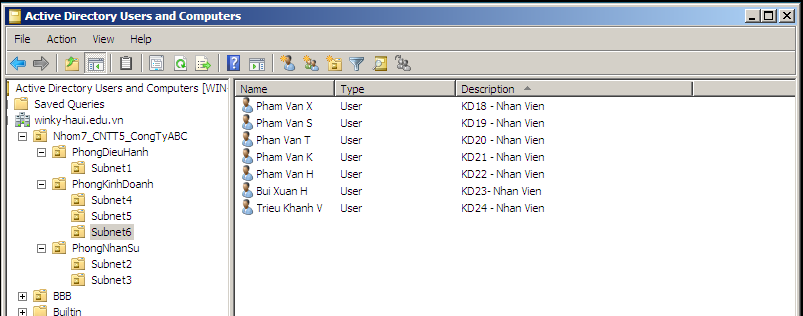 Active Directory Users and Computers
File Action View Help
Active Directory Users and Computers [WIN-
Saved Queries
winky-haui.edu.vn
Nhom7_CNTT5_CongTyABC
PhongDieuHanh
Subnet1
PhongKinhDoanh
Subnet4
Subnet5
Subnet6
PhongNhanSu
Subnet2
Subnet3
BBB
Builtin
Name Type Description
Pham Van X User KD18 - Nhan Vien
Pham Van S User KD19 - Nhan Vien
Phan Van T User KD20 - Nhan Vien
Pham Van K User KD21 - Nhan Vien
Pham Van H User KD22 - Nhan Vien
Bui Xuan H User KD23- Nhan Vien
Trieu Khanh V User KD24 - Nhan Vien